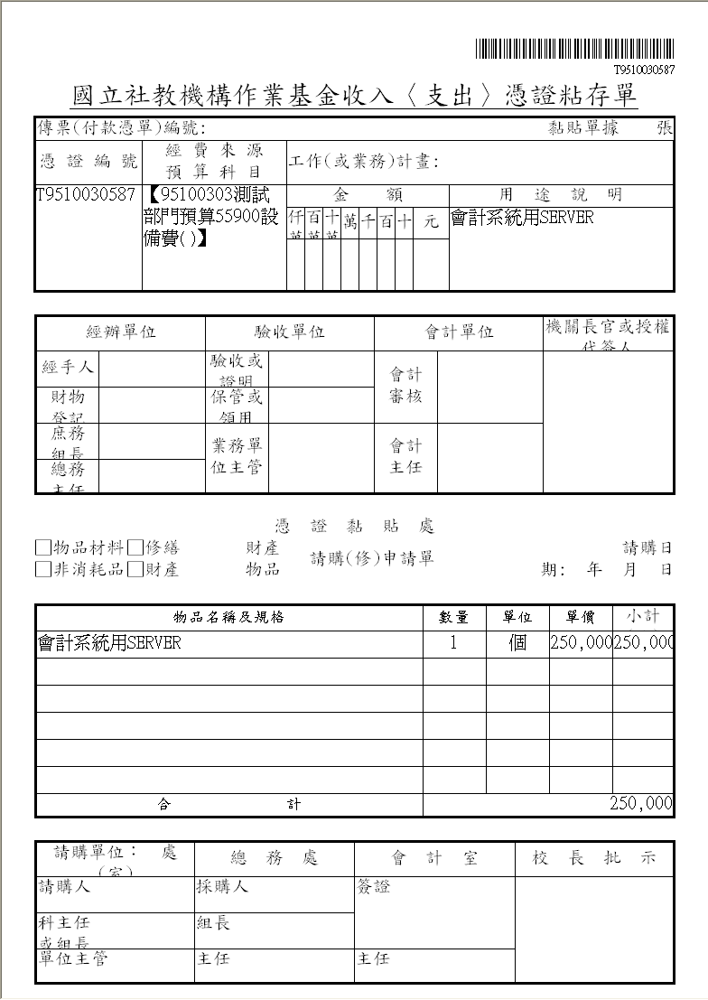 T9510030587
國立社教機構作業基金收入〈支出〉憑證粘存單
傳票(付款憑單)編號: 黏貼單據 張
憑證編號 經費來源預算科目 工作(或業務)計畫:
金額 用途說明
仟萬 百萬 十萬 萬 千 百 十 元
T9510030587
【95100303測試
部門預算55900設
備費()】
會計系統用SERVER
經辦單位 驗收單位 會計單位 機關長官或授權
代簽人
經手人 驗收或
證明
會計
審核
財物
登記
保管或
領用
庶務
組長
業務單
位主管
會計
主任
總務
主任
憑證黏貼處
□物品材料□修繕 財產 請購(修)申請單 請購日
□非消耗品□財產 物品 期: 年 月 日
物品名稱及規格 數量 單位 單價 小計
會計系統用SERVER 1 個 250,000 250,000
合計 250,000
請購單位： 處
(室)
總務處 會計室 校長批示
請購人 採購人 簽證
科主任
或組長
組長
單位主管 主任 主任